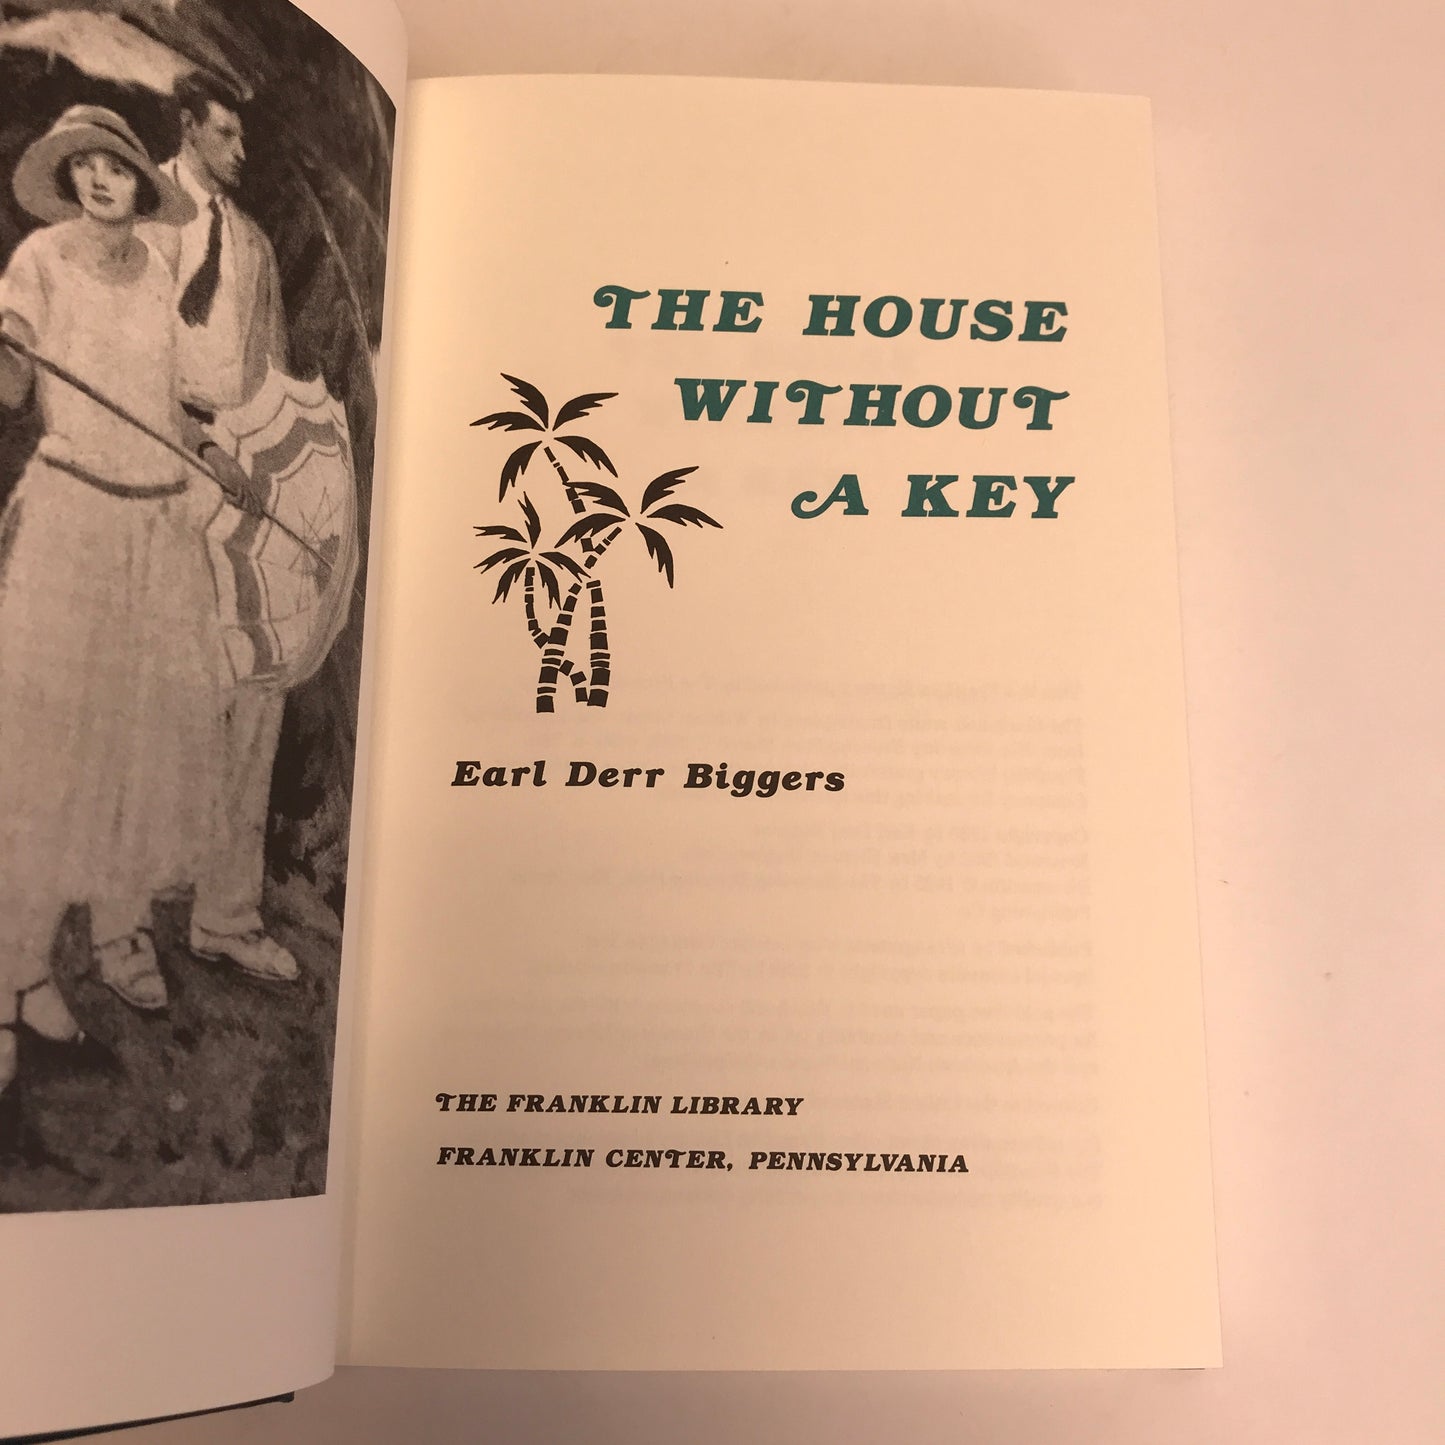 THE HOUSE
WITHOUT
A KEY
Earl Derr Biggers
THE FRANKLIN LIBRARY
FRANKLIN CENTER, PENNSYLVANIA